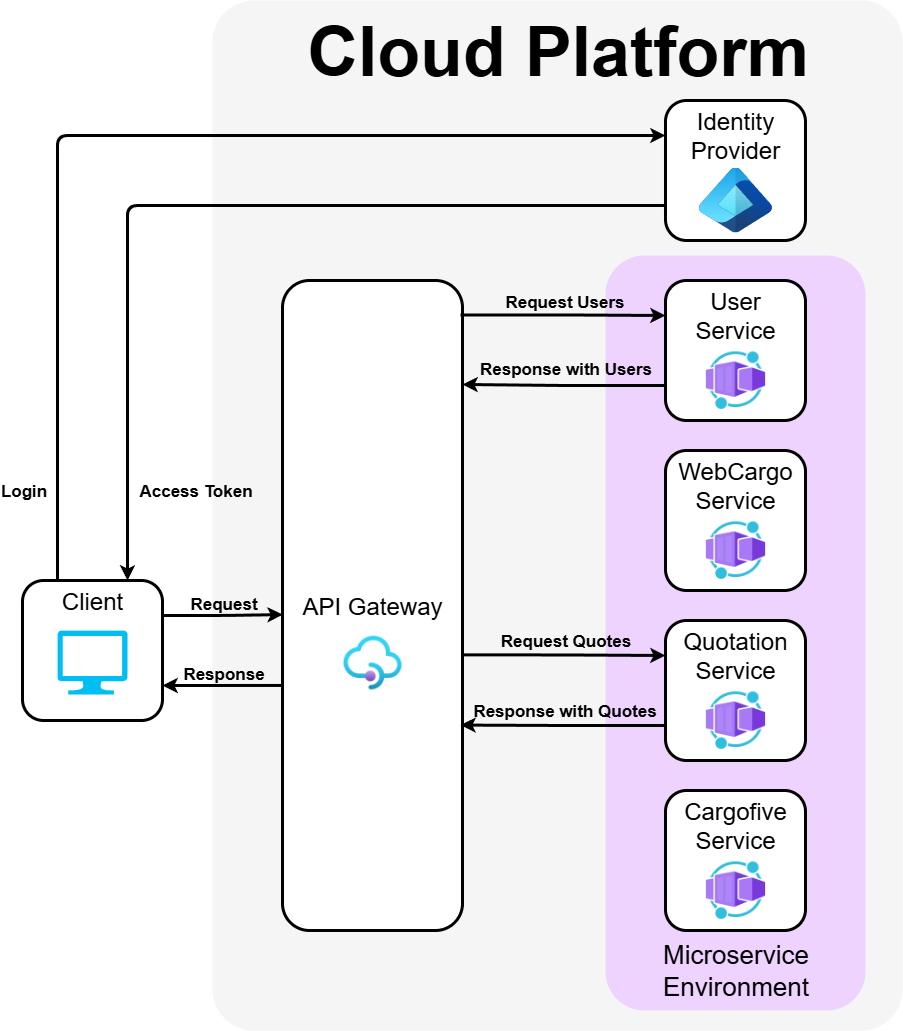 Cloud Platform
Identity
Provider
User
Service
Request Users
Response with Users
WebCargo
Service
Login
Access Token
Client
Request
Response
API Gateway
Request Quotes
Response with Quotes
Quotation
Service
Cargofive
Service
Microservice
Environment